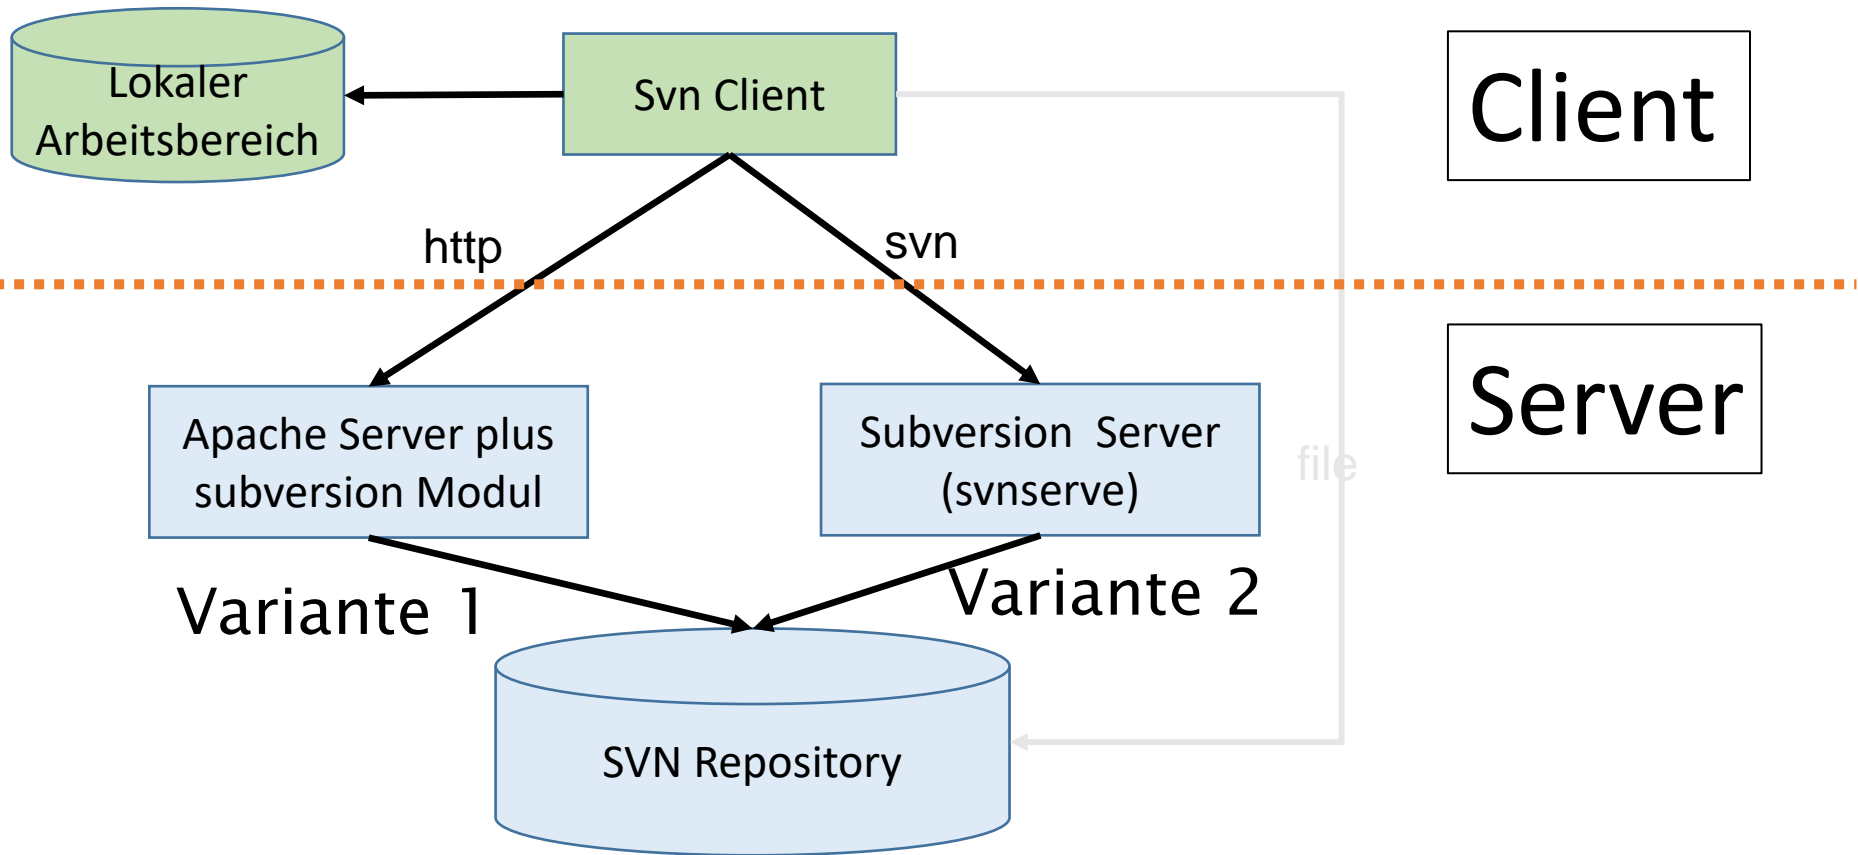 Lokaler
Arbeitsbereich
Svn Client
Client
http
svn
Server
Apache Server plus
subversion Modul
Subversion  Server
(svnserve)
file
Variante 1
Variante 2
SVN Repository